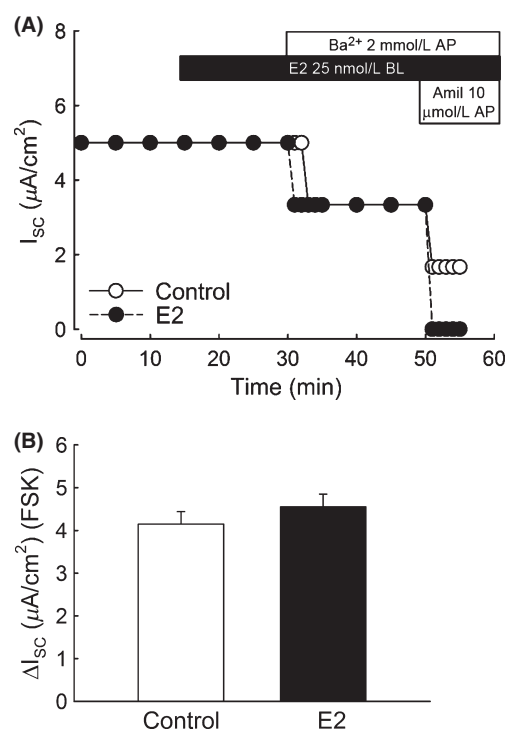 (A)
8
6
4
2
0
I_SC (μA/cm²)
Ba²⁺ 2 mmol/L AP
E2 25 nmol/L BL
Amil 10
μmol/L AP
Control
E2
0 10 20 30 40 50 60
Time (min)
(B)
6
5
4
3
2
1
0
ΔI_SC (μA/cm²) (FSK)
Control E2